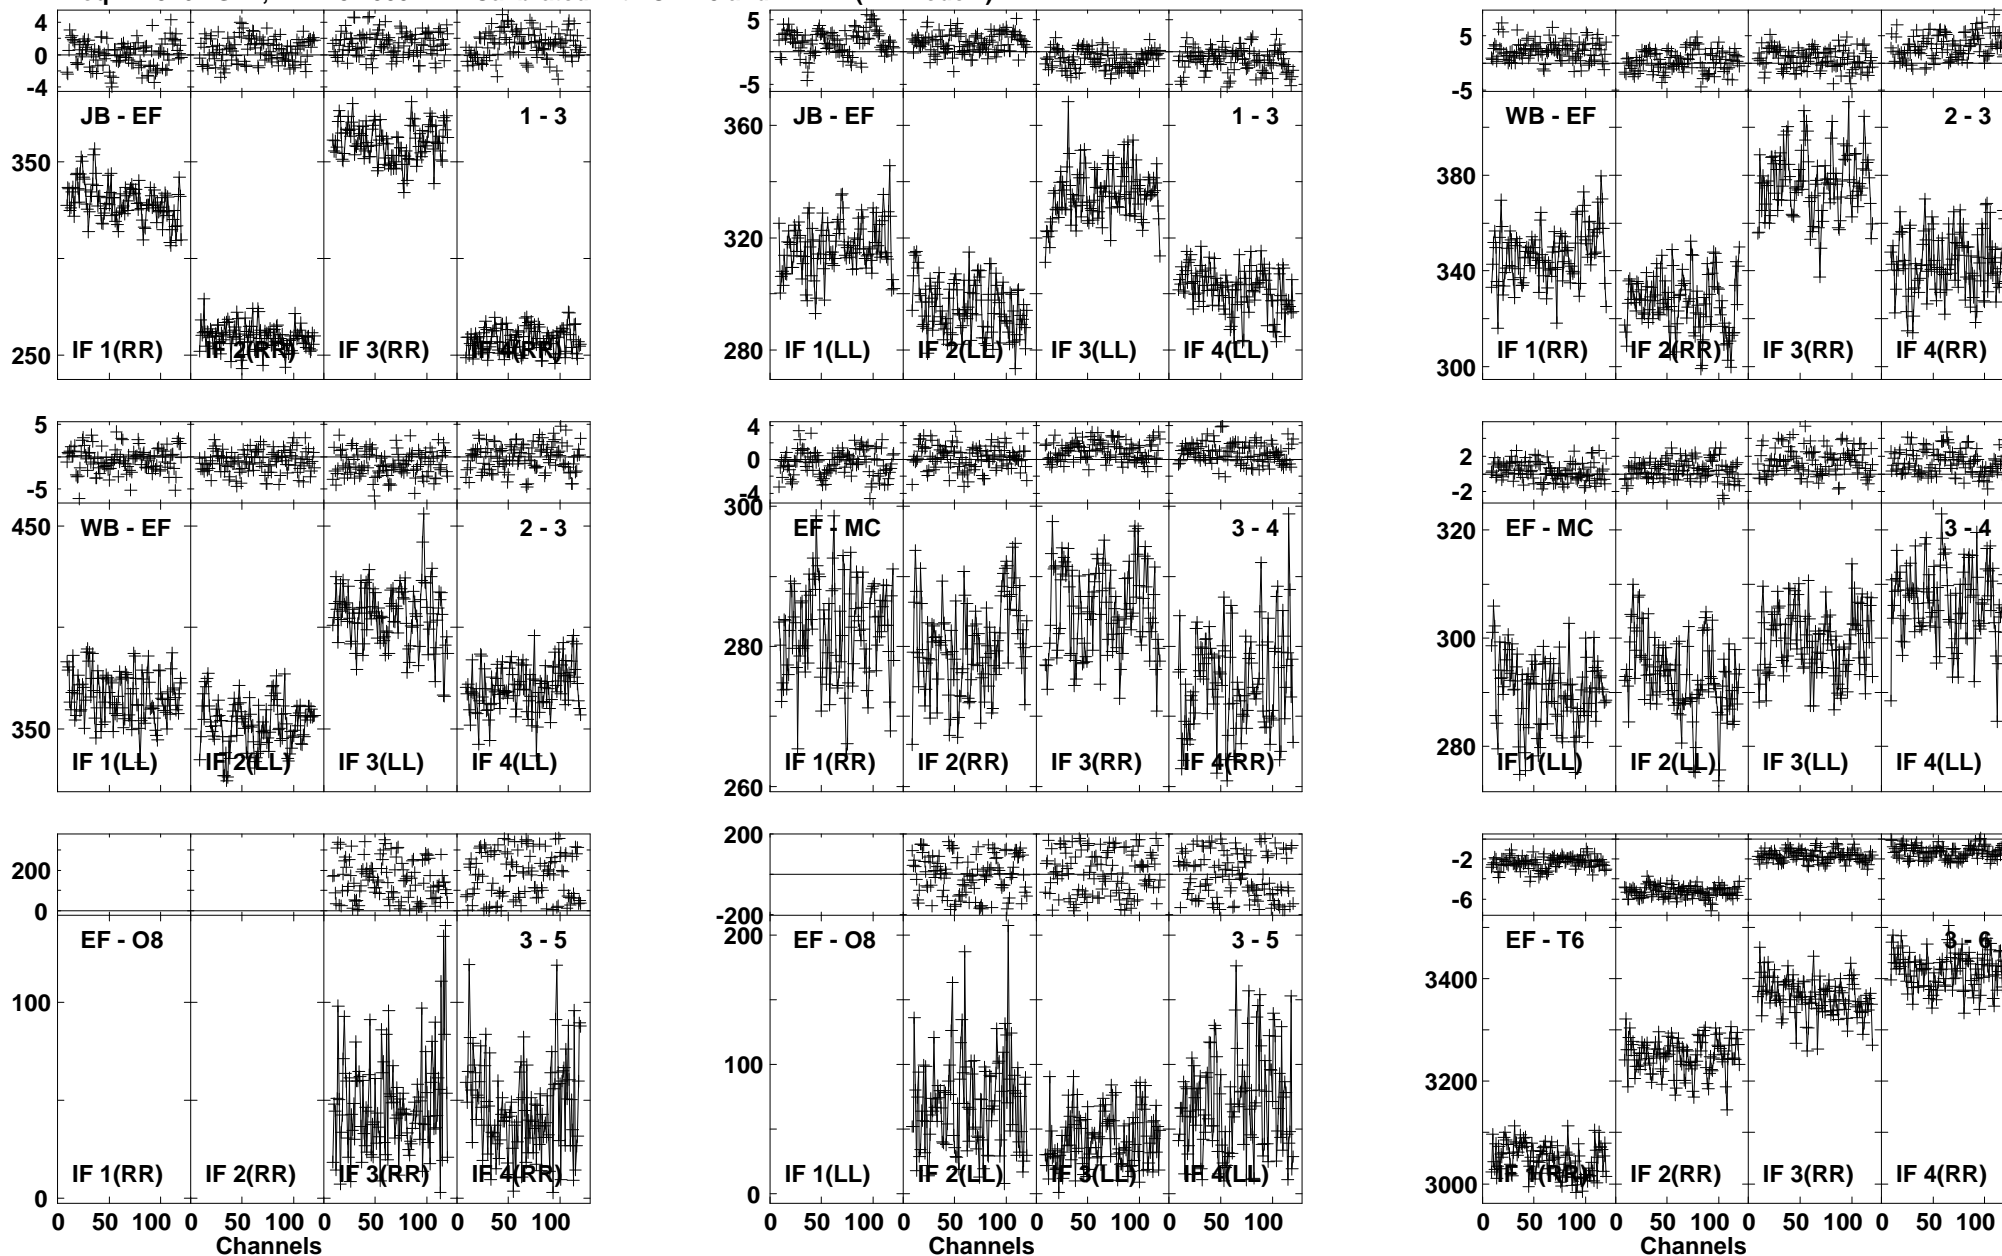 4
0
-4
JB - EF
1 - 3
350
250
IF 1(RR)
IF 2(RR)
IF 3(RR)
IF 4(RR)
5
-5
JB - EF
1 - 3
360
320
280
IF 1(LL)
IF 2(LL)
IF 3(LL)
IF 4(LL)
5
-5
WB - EF
2 - 3
380
340
300
IF 1(RR)
IF 2(RR)
IF 3(RR)
IF 4(RR)
5
-5
WB - EF
2 - 3
450
350
IF 1(LL)
IF 2(LL)
IF 3(LL)
IF 4(LL)
4
0
-4
EF - MC
3 - 4
300
280
260
IF 1(RR)
IF 2(RR)
IF 3(RR)
IF 4(RR)
2
-2
EF - MC
3 - 4
320
300
280
IF 1(LL)
IF 2(LL)
IF 3(LL)
IF 4(LL)
200
0
EF - O8
3 - 5
100
0
IF 1(RR)
IF 2(RR)
IF 3(RR)
IF 4(RR)
0 50 100 0 50 100 0 50 100 0 50 100
Channels
200
-200
EF - O8
3 - 5
200
100
0
IF 1(LL)
IF 2(LL)
IF 3(LL)
IF 4(LL)
0 50 100 0 50 100 0 50 100 0 50 100
Channels
-2
-6
EF - T6
3 - 6
3400
3200
3000
IF 1(RR)
IF 2(RR)
IF 3(RR)
IF 4(RR)
0 50 100 0 50 100 0 50 100 0 50 100
Channels